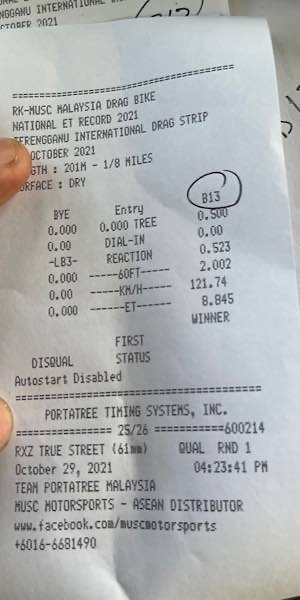 NGGANU INTERNATIONAL
OCTOBER 2021
==============================
RK-MUSC MALAYSIA DRAG BIKE
NATIONAL ET RECORD 2021
TERENGGANU INTERNATIONAL DRAG STRIP
OCTOBER 2021
GTH : 201M - 1/8 MILES
URFACE : DRY
BYE Entry B13
0.000 0.000 TREE 0.500
0.00 DIAL-IN 0.00
-LB3- REACTION 0.523
0.000 -----60FT----- 2.002
0.00 -----KM/H----- 121.74
0.000 ------ET------ 8.845
WINNER
FIRST
DISQUAL STATUS
Autostart Disabled
==============================
PORTATREE TIMING SYSTEMS, INC.
================ 25/26 ===========600214
RXZ TRUE STREET (61mm) QUAL RND 1
October 29, 2021 04:23:41 PM
TEAM PORTATREE MALAYSIA
MUSC MOTORSPORTS - ASEAN DISTRIBUTOR
www.facebook.com/muscmotorsports
+6016-6681490